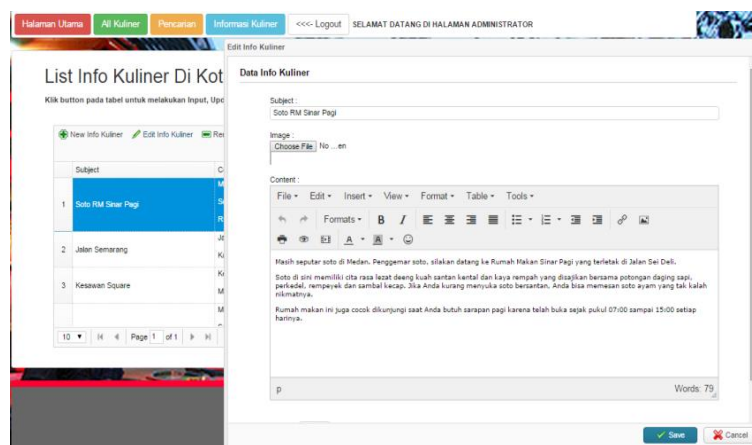 Halaman Utama
All Kuliner
Pencarian
Informasi Kuliner
<<<- Logout
SELAMAT DATANG DI HALAMAN ADMINISTRATOR
List Info Kuliner Di Kot
Klik button pada tabel untuk melakukan Input, Upd
New Info Kuliner
Edit Info Kuliner
Re
Subject
1 Soto RM Sinar Pagi
2 Jalan Semarang
3 Kesawan Square
10
Page 1 of 1
Edit Info Kuliner
Data Info Kuliner
Subject :
Soto RM Sinar Pagi
Image :
Choose File No ...en
Content :
File Edit Insert View Format Table Tools
Formats B I
A A
Masih seputar soto di Medan. Penggemar soto, silakan datang ke Rumah Makan Sinar Pagi yang terletak di Jalan Sei Deli.
Soto di sini memiliki cita rasa lezat deeng kuah santan kental dan kaya rempah yang disajikan bersama potongan daging sapi,
perkedel, rempeyek dan sambal kecap. Jika Anda kurang menyuka soto bersantan, Anda bisa memesan soto ayam yang tak kalah
nikmatnya.
Rumah makan ini juga cocok dikunjungi saat Anda butuh sarapan pagi karena telah buka sejak pukul 07:00 sampai 15:00 setiap
harinya.
p
Words: 79
Save
Cancel